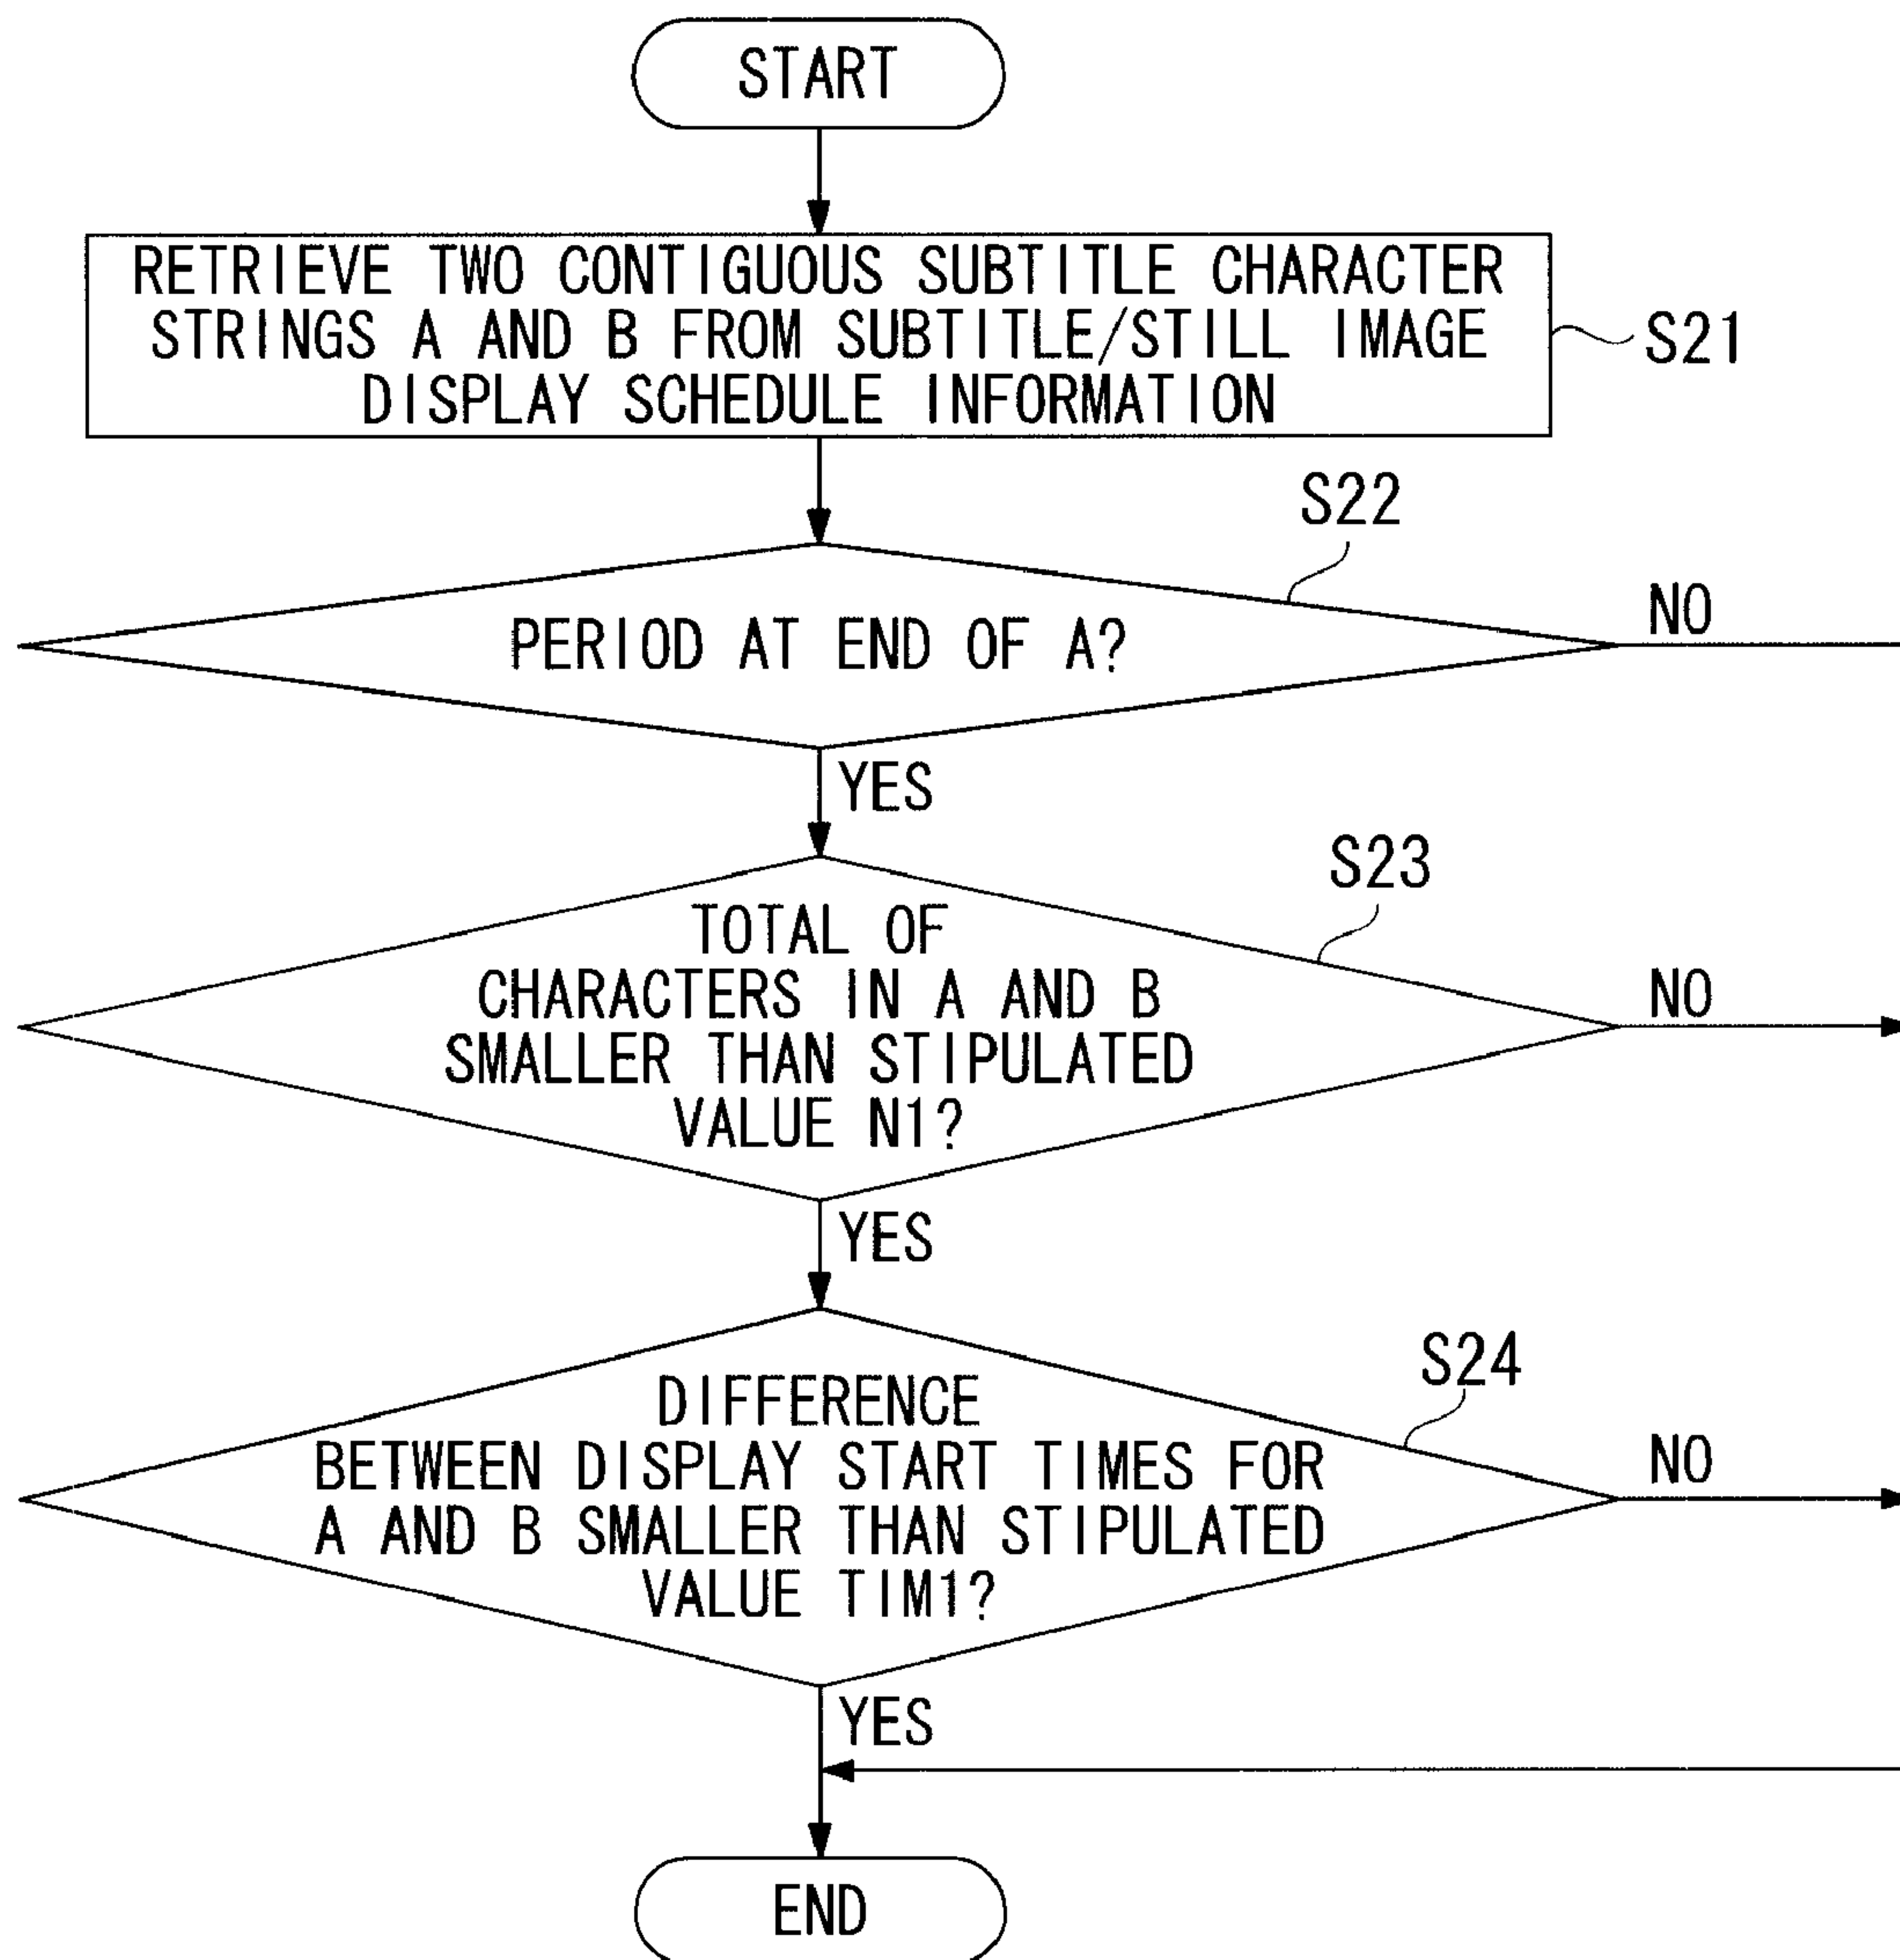 START
RETRIEVE TWO CONTIGUOUS SUBTITLE CHARACTER
STRINGS A AND B FROM SUBTITLE/STILL IMAGE
DISPLAY SCHEDULE INFORMATION
S21
S22
PERIOD AT END OF A?
NO
YES
S23
TOTAL OF
CHARACTERS IN A AND B
SMALLER THAN STIPULATED
VALUE N1?
NO
YES
S24
DIFFERENCE
BETWEEN DISPLAY START TIMES FOR
A AND B SMALLER THAN STIPULATED
VALUE TIM1?
NO
YES
END